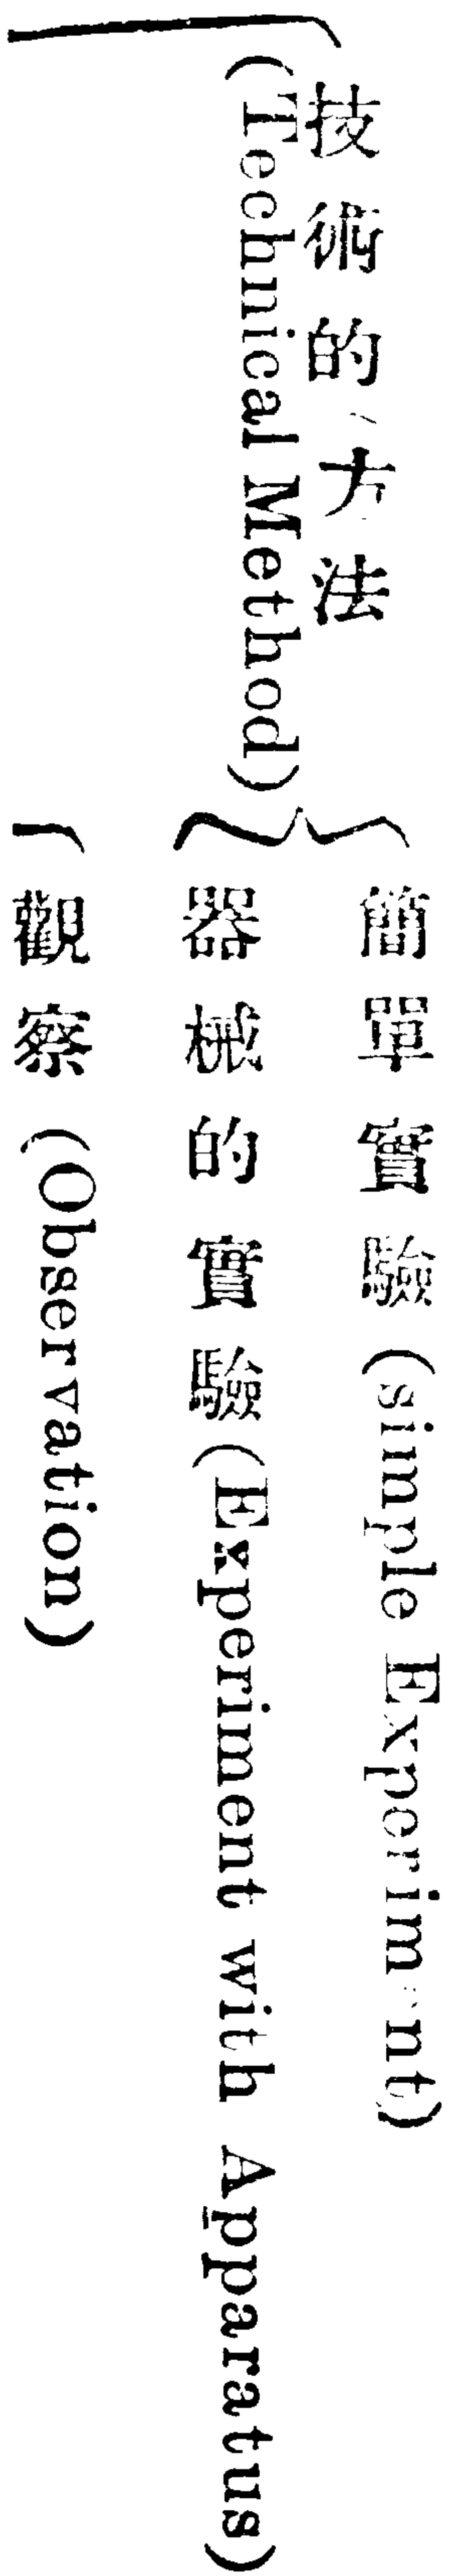 技術的方法
(Technical Method)
簡單實驗(simple Experiment)
器械的實驗(Experiment with Apparatus)
觀察(Observation)